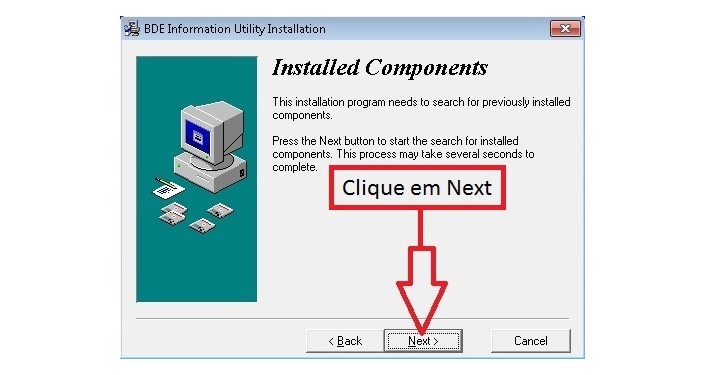 BDE Information Utility Installation
Installed Components
This installation program needs to search for previously installed
components.
Press the Next button to start the search for installed
components. This process may take several seconds to
complete.
Clique em Next
< Back
Next >
Cancel